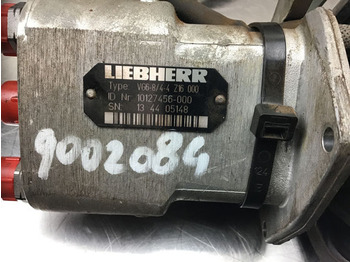 LIEBHERR
Type V66-8/4-4 Z16 000
ID Nr 10127456-000
SN: 13 44 05148
9002084